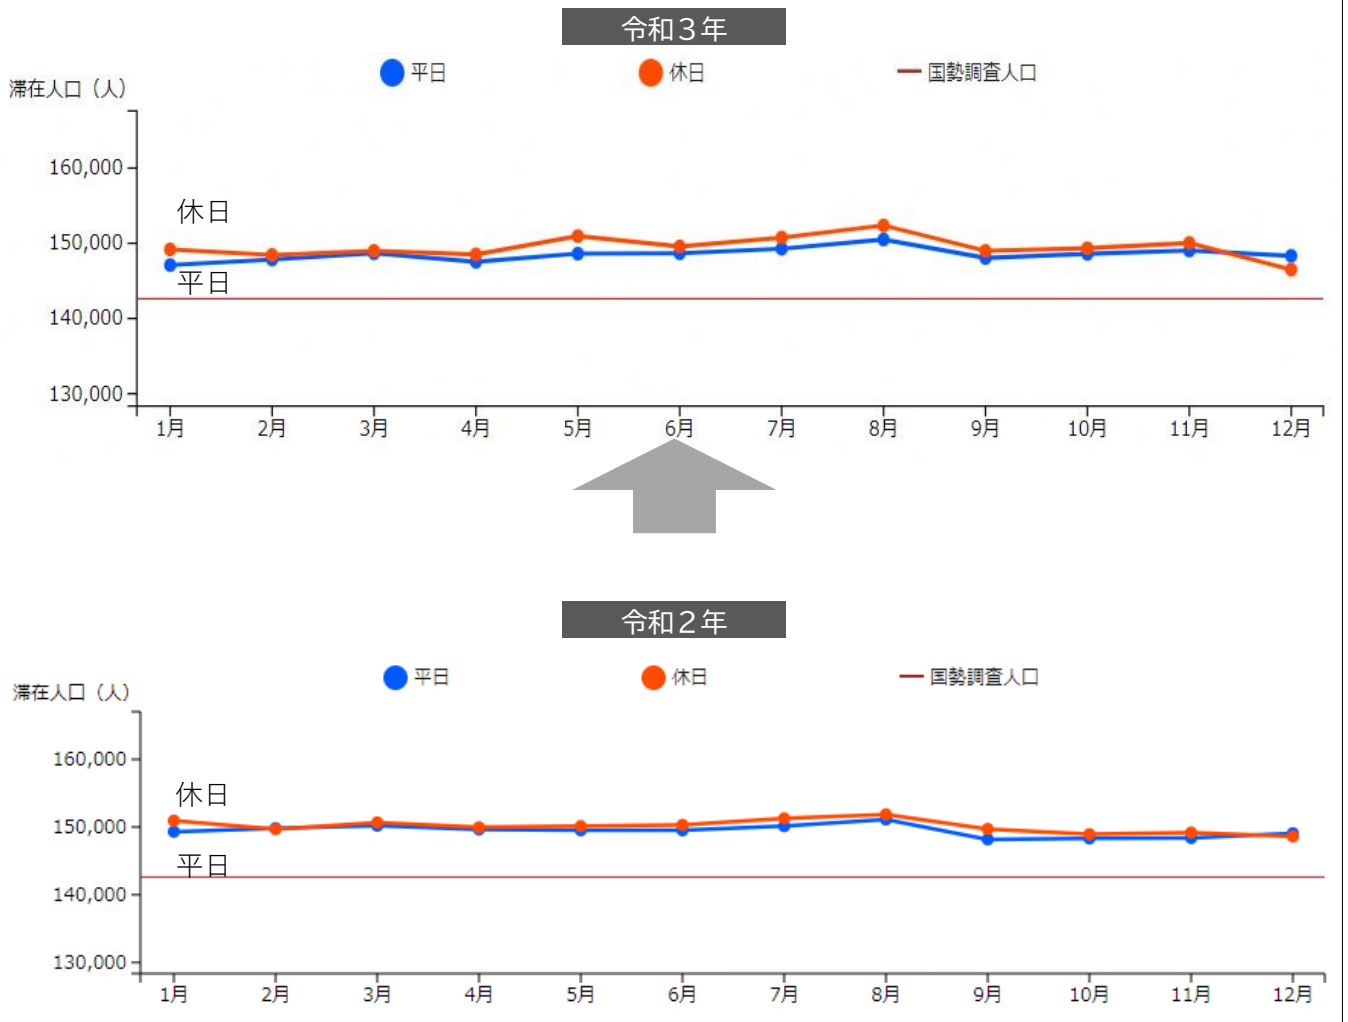 令和３年
平日 休日 国勢調査人口
滞在人口（人）
160,000
休日
150,000
平日
140,000
130,000
1月 2月 3月 4月 5月 6月 7月 8月 9月 10月 11月 12月
令和２年
平日 休日 国勢調査人口
滞在人口（人）
160,000
休日
150,000
平日
140,000
130,000
1月 2月 3月 4月 5月 6月 7月 8月 9月 10月 11月 12月